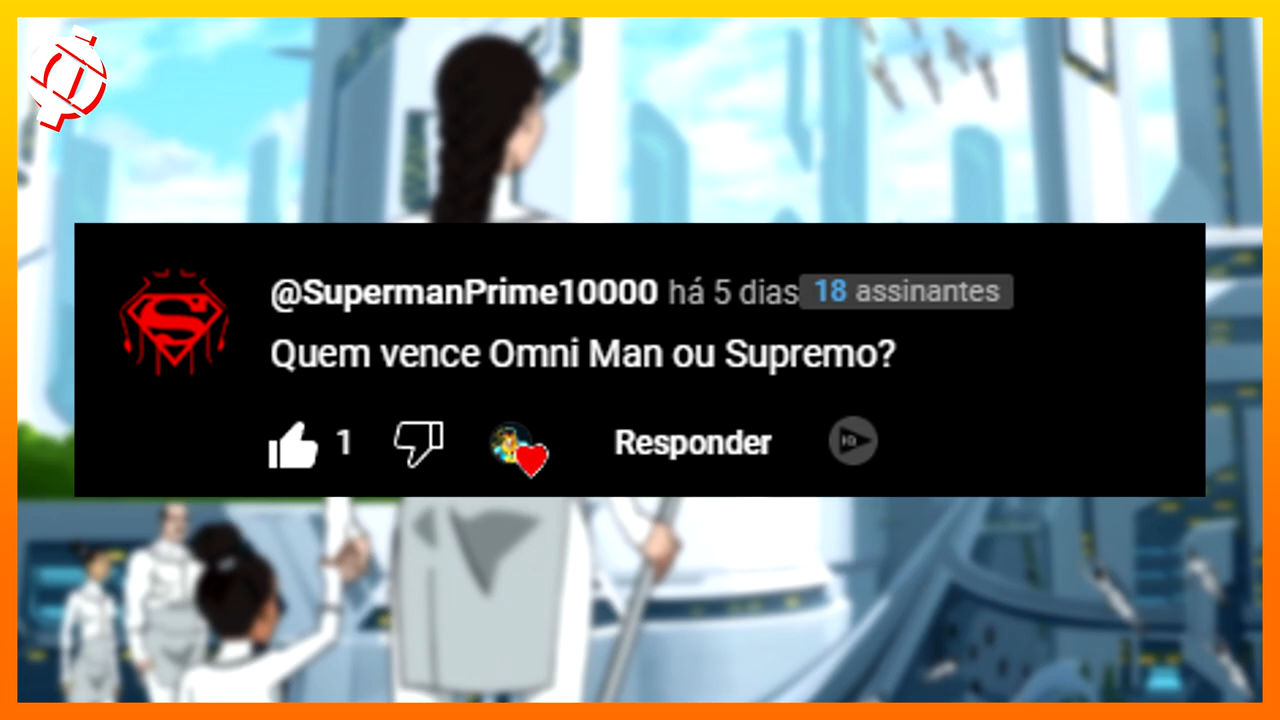 @SupermanPrime10000 há 5 dias 18 assinantes
Quem vence Omni Man ou Supremo?
1 Responder